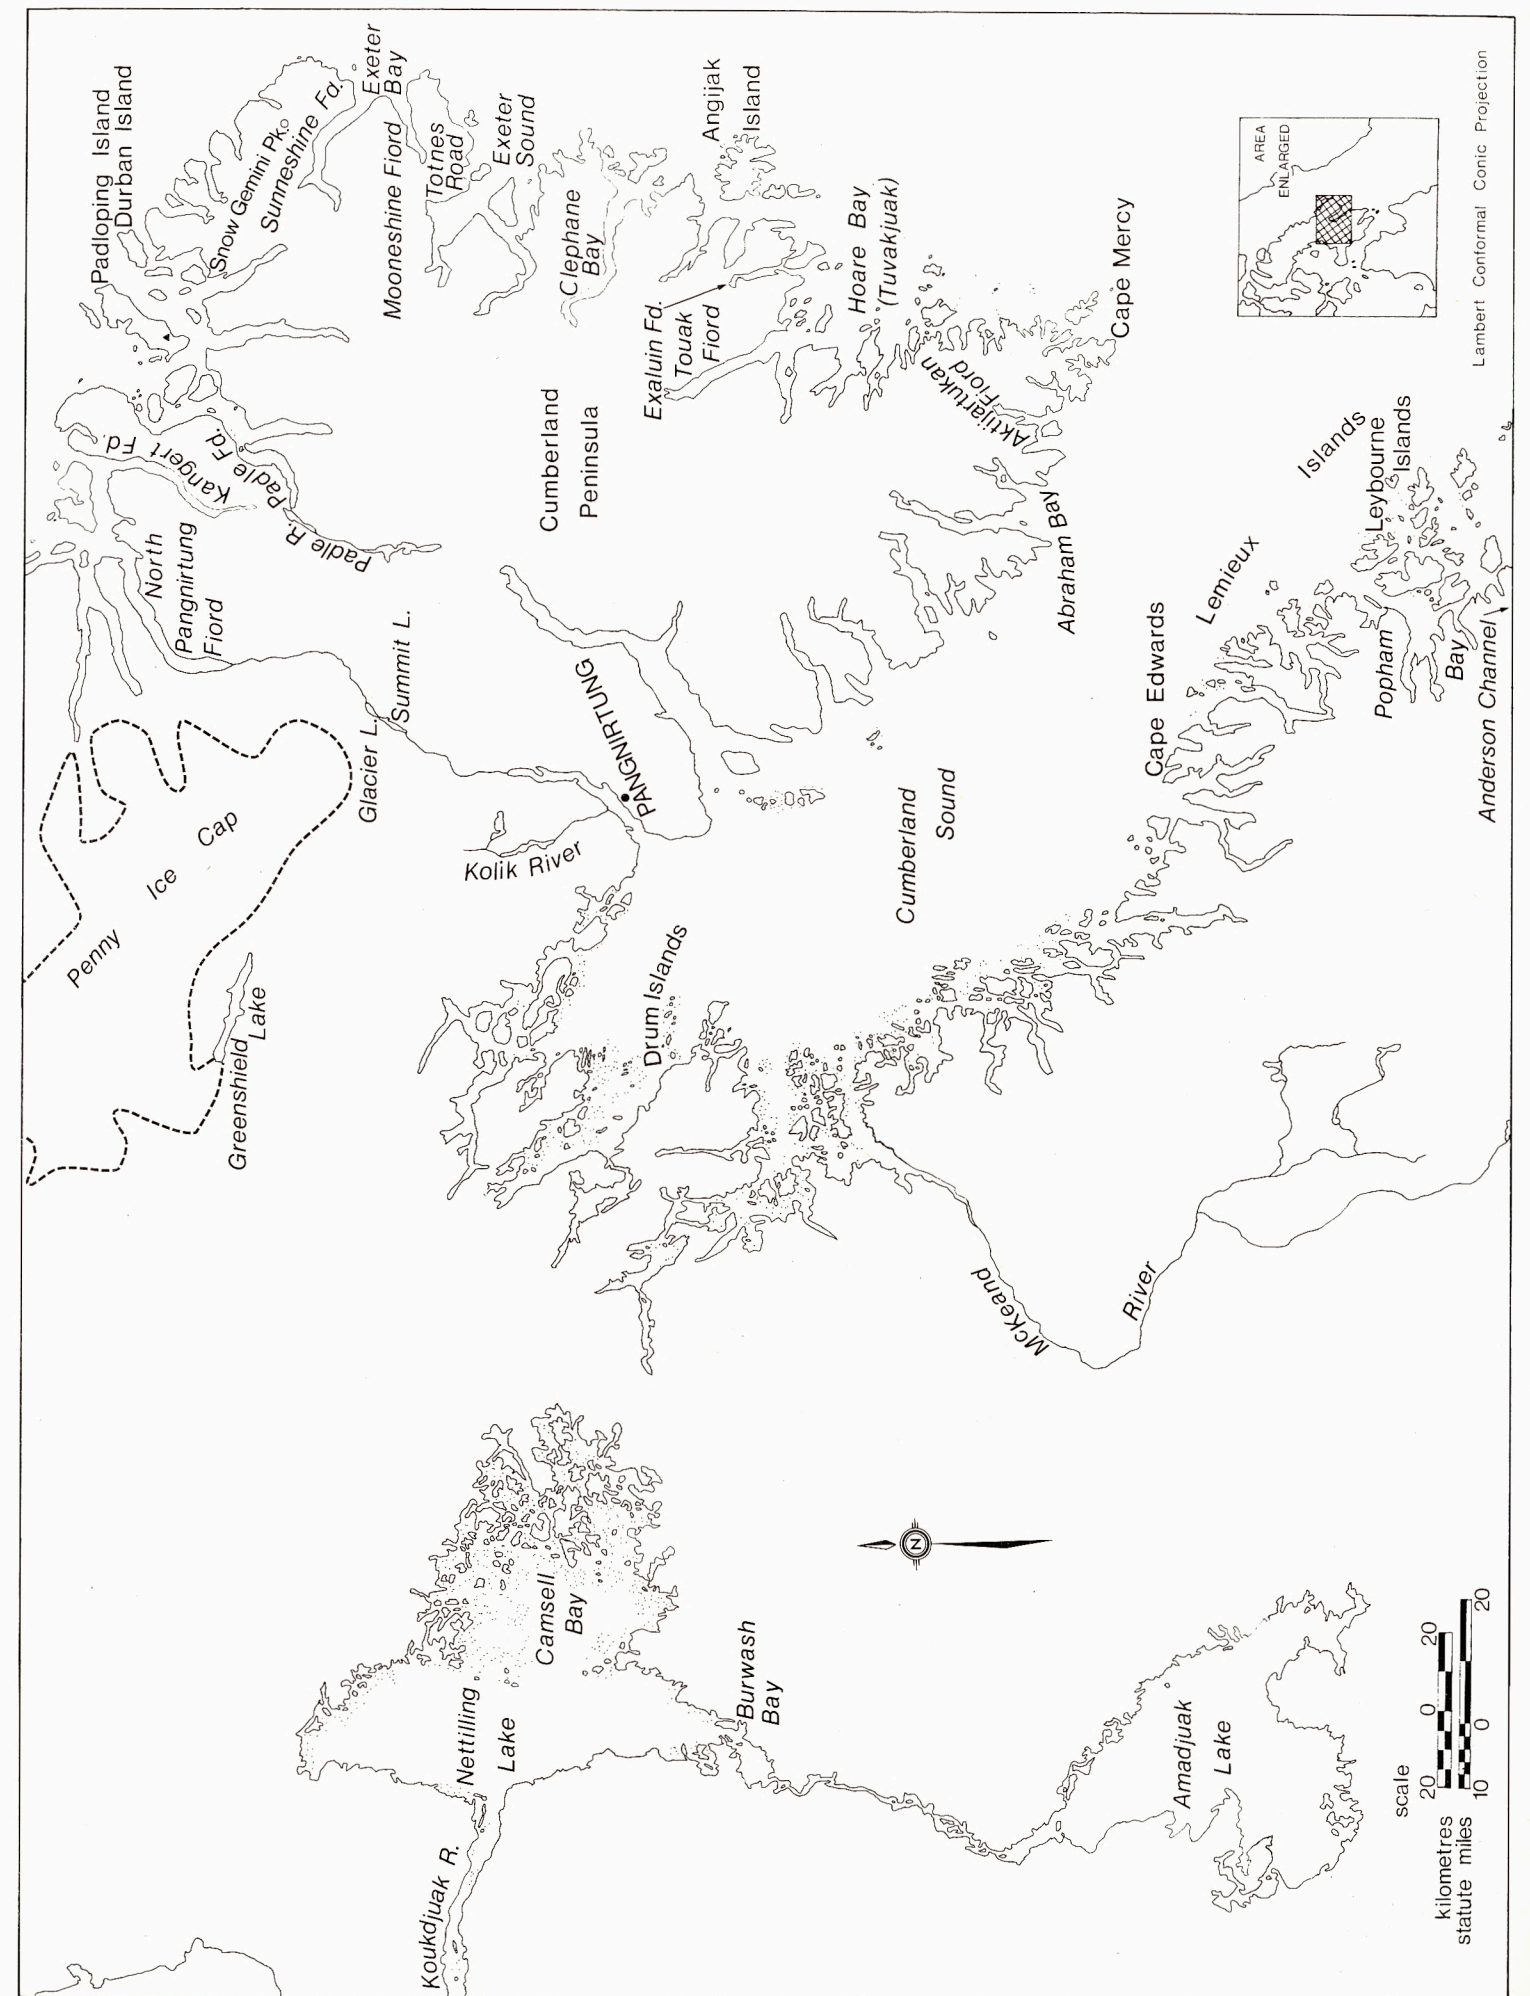 Padloping Island
Durban Island
Snow Gemini Pk.
Sunneshine Fd.
Exeter
Bay
Mooneshine Fiord
Totnes
Road
Exeter
Sound
Clephane
Bay
Angijak
Island
Exaluin Fd.
Touak
Fiord
Hoare Bay
(Tuvakjuak)
Cape Mercy
Aktijartukan
Fiord
Abraham Bay
Cumberland
Peninsula
Kangert Fd.
Padle Fd.
Padle R.
North
Pangnirtung
Fiord
Summit L.
Glacier L.
Penny
Ice
Cap
Greenshield
Lake
PANGNIRTUNG
Kolik River
Drum Islands
Cumberland
Sound
Cape Edwards
Lemieux
Islands
Leybourne
Islands
Popham
Bay
Anderson Channel
McKeand
River
Camsell
Bay
Nettilling
Lake
Burwash
Bay
Koukdjuak R.
Amadjuak
Lake
N
AREA
ENLARGED
Lambert Conformal Conic Projection
scale
kilometres 20 0 20
statute miles 10 0 20